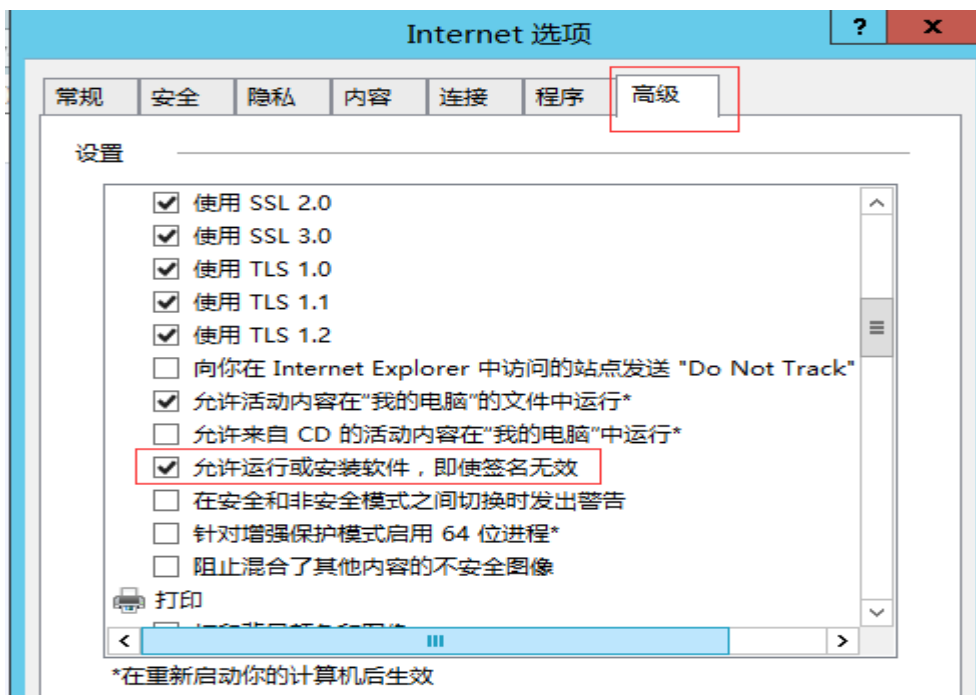 Internet 选项
? x
常规 安全 隐私 内容 连接 程序 高级
设置
使用 SSL 2.0
使用 SSL 3.0
使用 TLS 1.0
使用 TLS 1.1
使用 TLS 1.2
向你在 Internet Explorer 中访问的站点发送 "Do Not Track"
允许活动内容在"我的电脑"的文件中运行*
允许来自 CD 的活动内容在"我的电脑"中运行*
允许运行或安装软件，即使签名无效
在安全和非安全模式之间切换时发出警告
针对增强保护模式启用 64 位进程*
阻止混合了其他内容的不安全图像
打印
*在重新启动你的计算机后生效